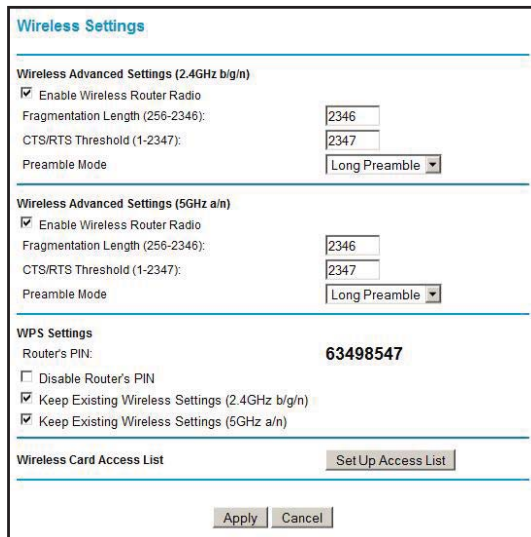 Wireless Settings
Wireless Advanced Settings (2.4GHz b/g/n)
Enable Wireless Router Radio
Fragmentation Length (256-2346): 2346
CTS/RTS Threshold (1-2347): 2347
Preamble Mode Long Preamble
Wireless Advanced Settings (5GHz a/n)
Enable Wireless Router Radio
Fragmentation Length (256-2346): 2346
CTS/RTS Threshold (1-2347): 2347
Preamble Mode Long Preamble
WPS Settings
Router's PIN: 63498547
Disable Router's PIN
Keep Existing Wireless Settings (2.4GHz b/g/n)
Keep Existing Wireless Settings (5GHz a/n)
Wireless Card Access List Set Up Access List
Apply Cancel